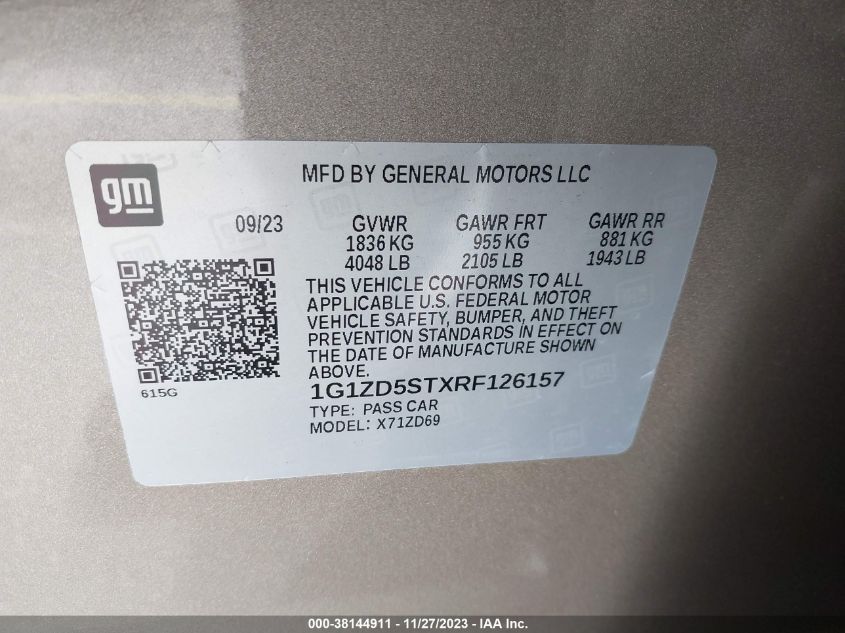 gm
MFD BY GENERAL MOTORS LLC
09/23 GVWR GAWR FRT GAWR RR
1836 KG 955 KG 881 KG
4048 LB 2105 LB 1943 LB
THIS VEHICLE CONFORMS TO ALL
APPLICABLE U.S. FEDERAL MOTOR
VEHICLE SAFETY, BUMPER, AND THEFT
PREVENTION STANDARDS IN EFFECT ON
THE DATE OF MANUFACTURE SHOWN
ABOVE.
615G
1G1ZD5STXRF126157
TYPE: PASS CAR
MODEL: X71ZD69
000-38144911 - 11/27/2023 - IAA Inc.